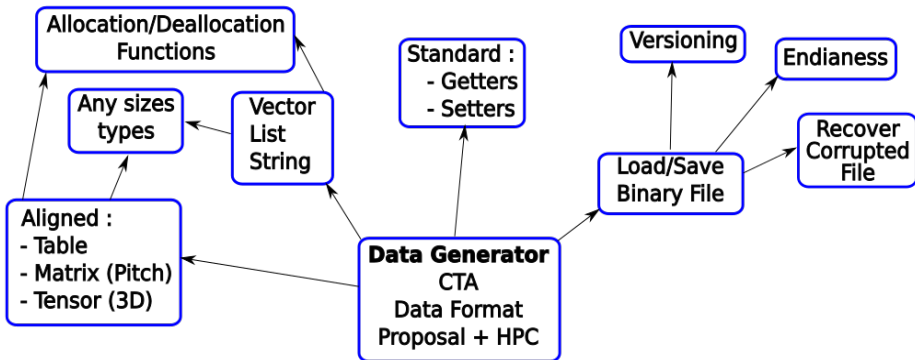 Allocation/Deallocation
Functions
Any sizes
types
Vector
List
String
Aligned :
- Table
- Matrix (Pitch)
- Tensor (3D)
Standard :
- Getters
- Setters
Data Generator
CTA
Data Format
Proposal + HPC
Versioning
Endianess
Load/Save
Binary File
Recover
Corrupted
File